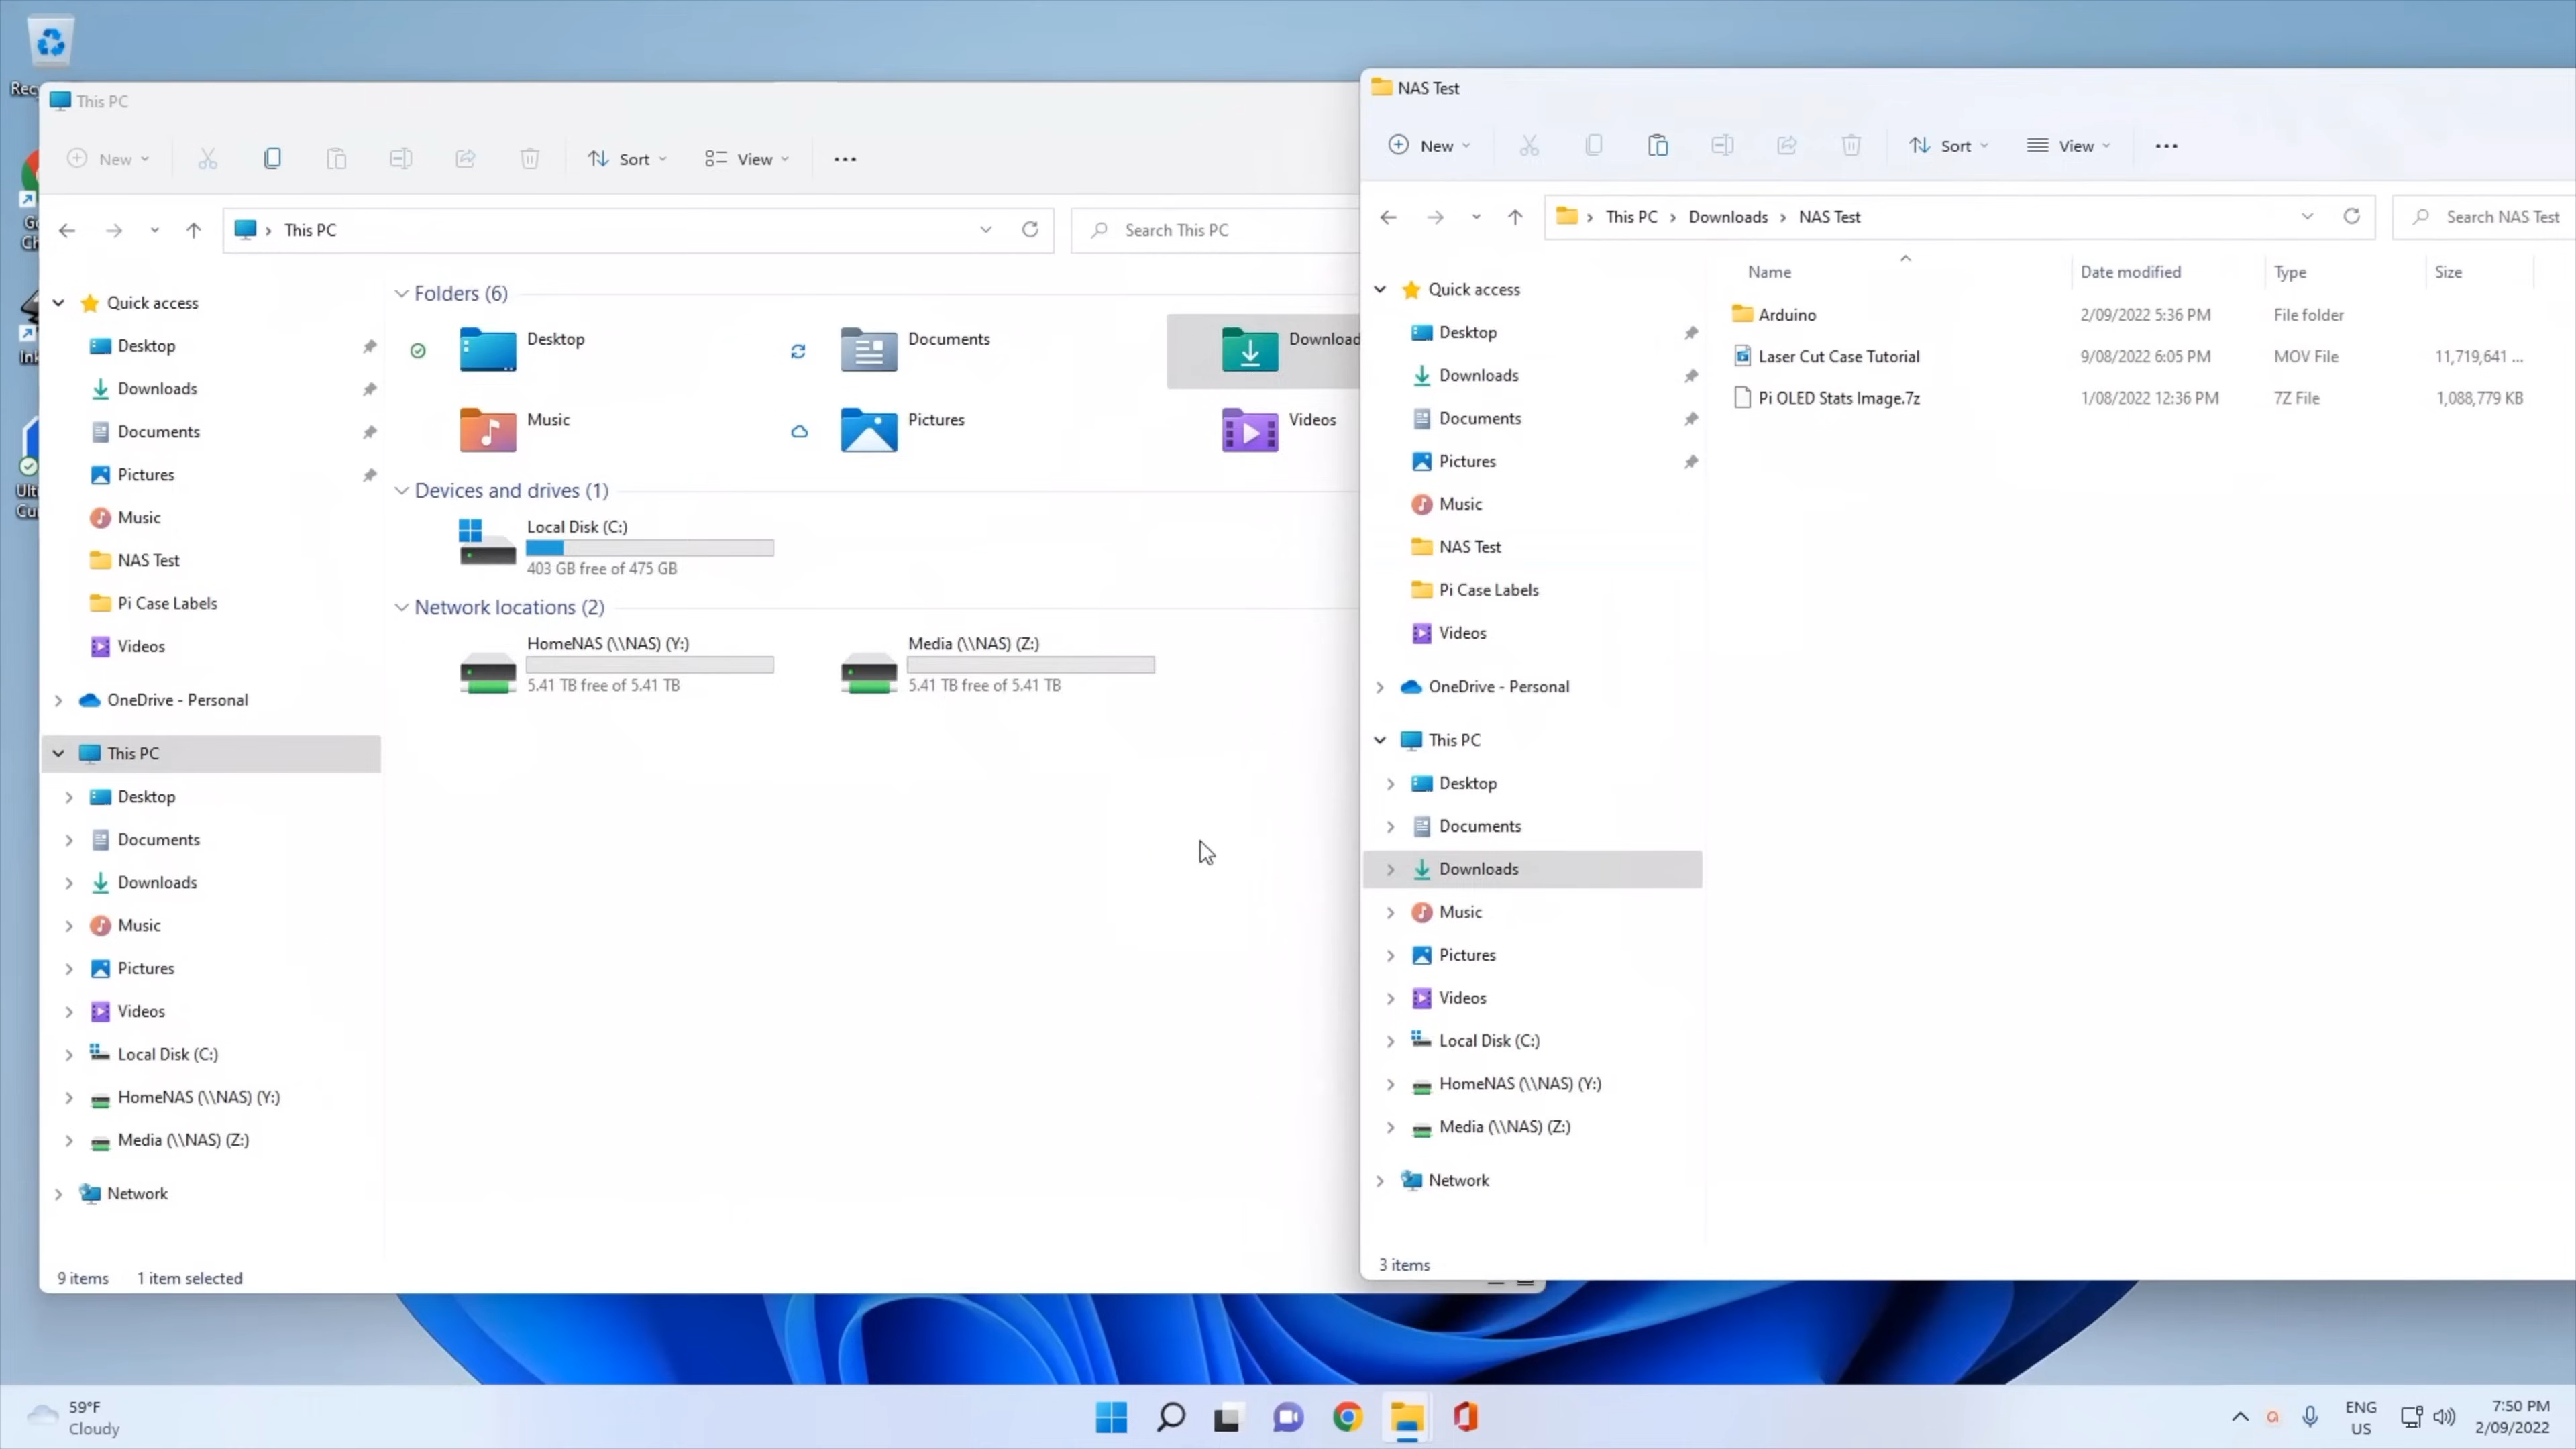 Rec
This PC
New
Sort
View
This PC
Search This PC
Quick access
Desktop
Downloads
Documents
Pictures
Music
NAS Test
Pi Case Labels
Videos
OneDrive - Personal
This PC
Desktop
Documents
Downloads
Music
Pictures
Videos
Local Disk (C:)
HomeNAS (\\NAS) (Y:)
Media (\\NAS) (Z:)
Network
Folders (6)
Desktop
Documents
Download
Music
Pictures
Videos
Devices and drives (1)
Local Disk (C:)
403 GB free of 475 GB
Network locations (2)
HomeNAS (\\NAS) (Y:)
5.41 TB free of 5.41 TB
Media (\\NAS) (Z:)
5.41 TB free of 5.41 TB
9 items 1 item selected
NAS Test
New
Sort
View
This PC > Downloads > NAS Test
Search NAS Test
Quick access
Desktop
Downloads
Documents
Pictures
Music
NAS Test
Pi Case Labels
Videos
OneDrive - Personal
This PC
Desktop
Documents
Downloads
Music
Pictures
Videos
Local Disk (C:)
HomeNAS (\\NAS) (Y:)
Media (\\NAS) (Z:)
Network
Name Date modified Type Size
Arduino 2/09/2022 5:36 PM File folder
Laser Cut Case Tutorial 9/08/2022 6:05 PM MOV File 11,719,641 ...
Pi OLED Stats Image.7z 1/08/2022 12:36 PM 7Z File 1,088,779 KB
3 items
59°F
Cloudy
ENG
US
7:50 PM
2/09/2022